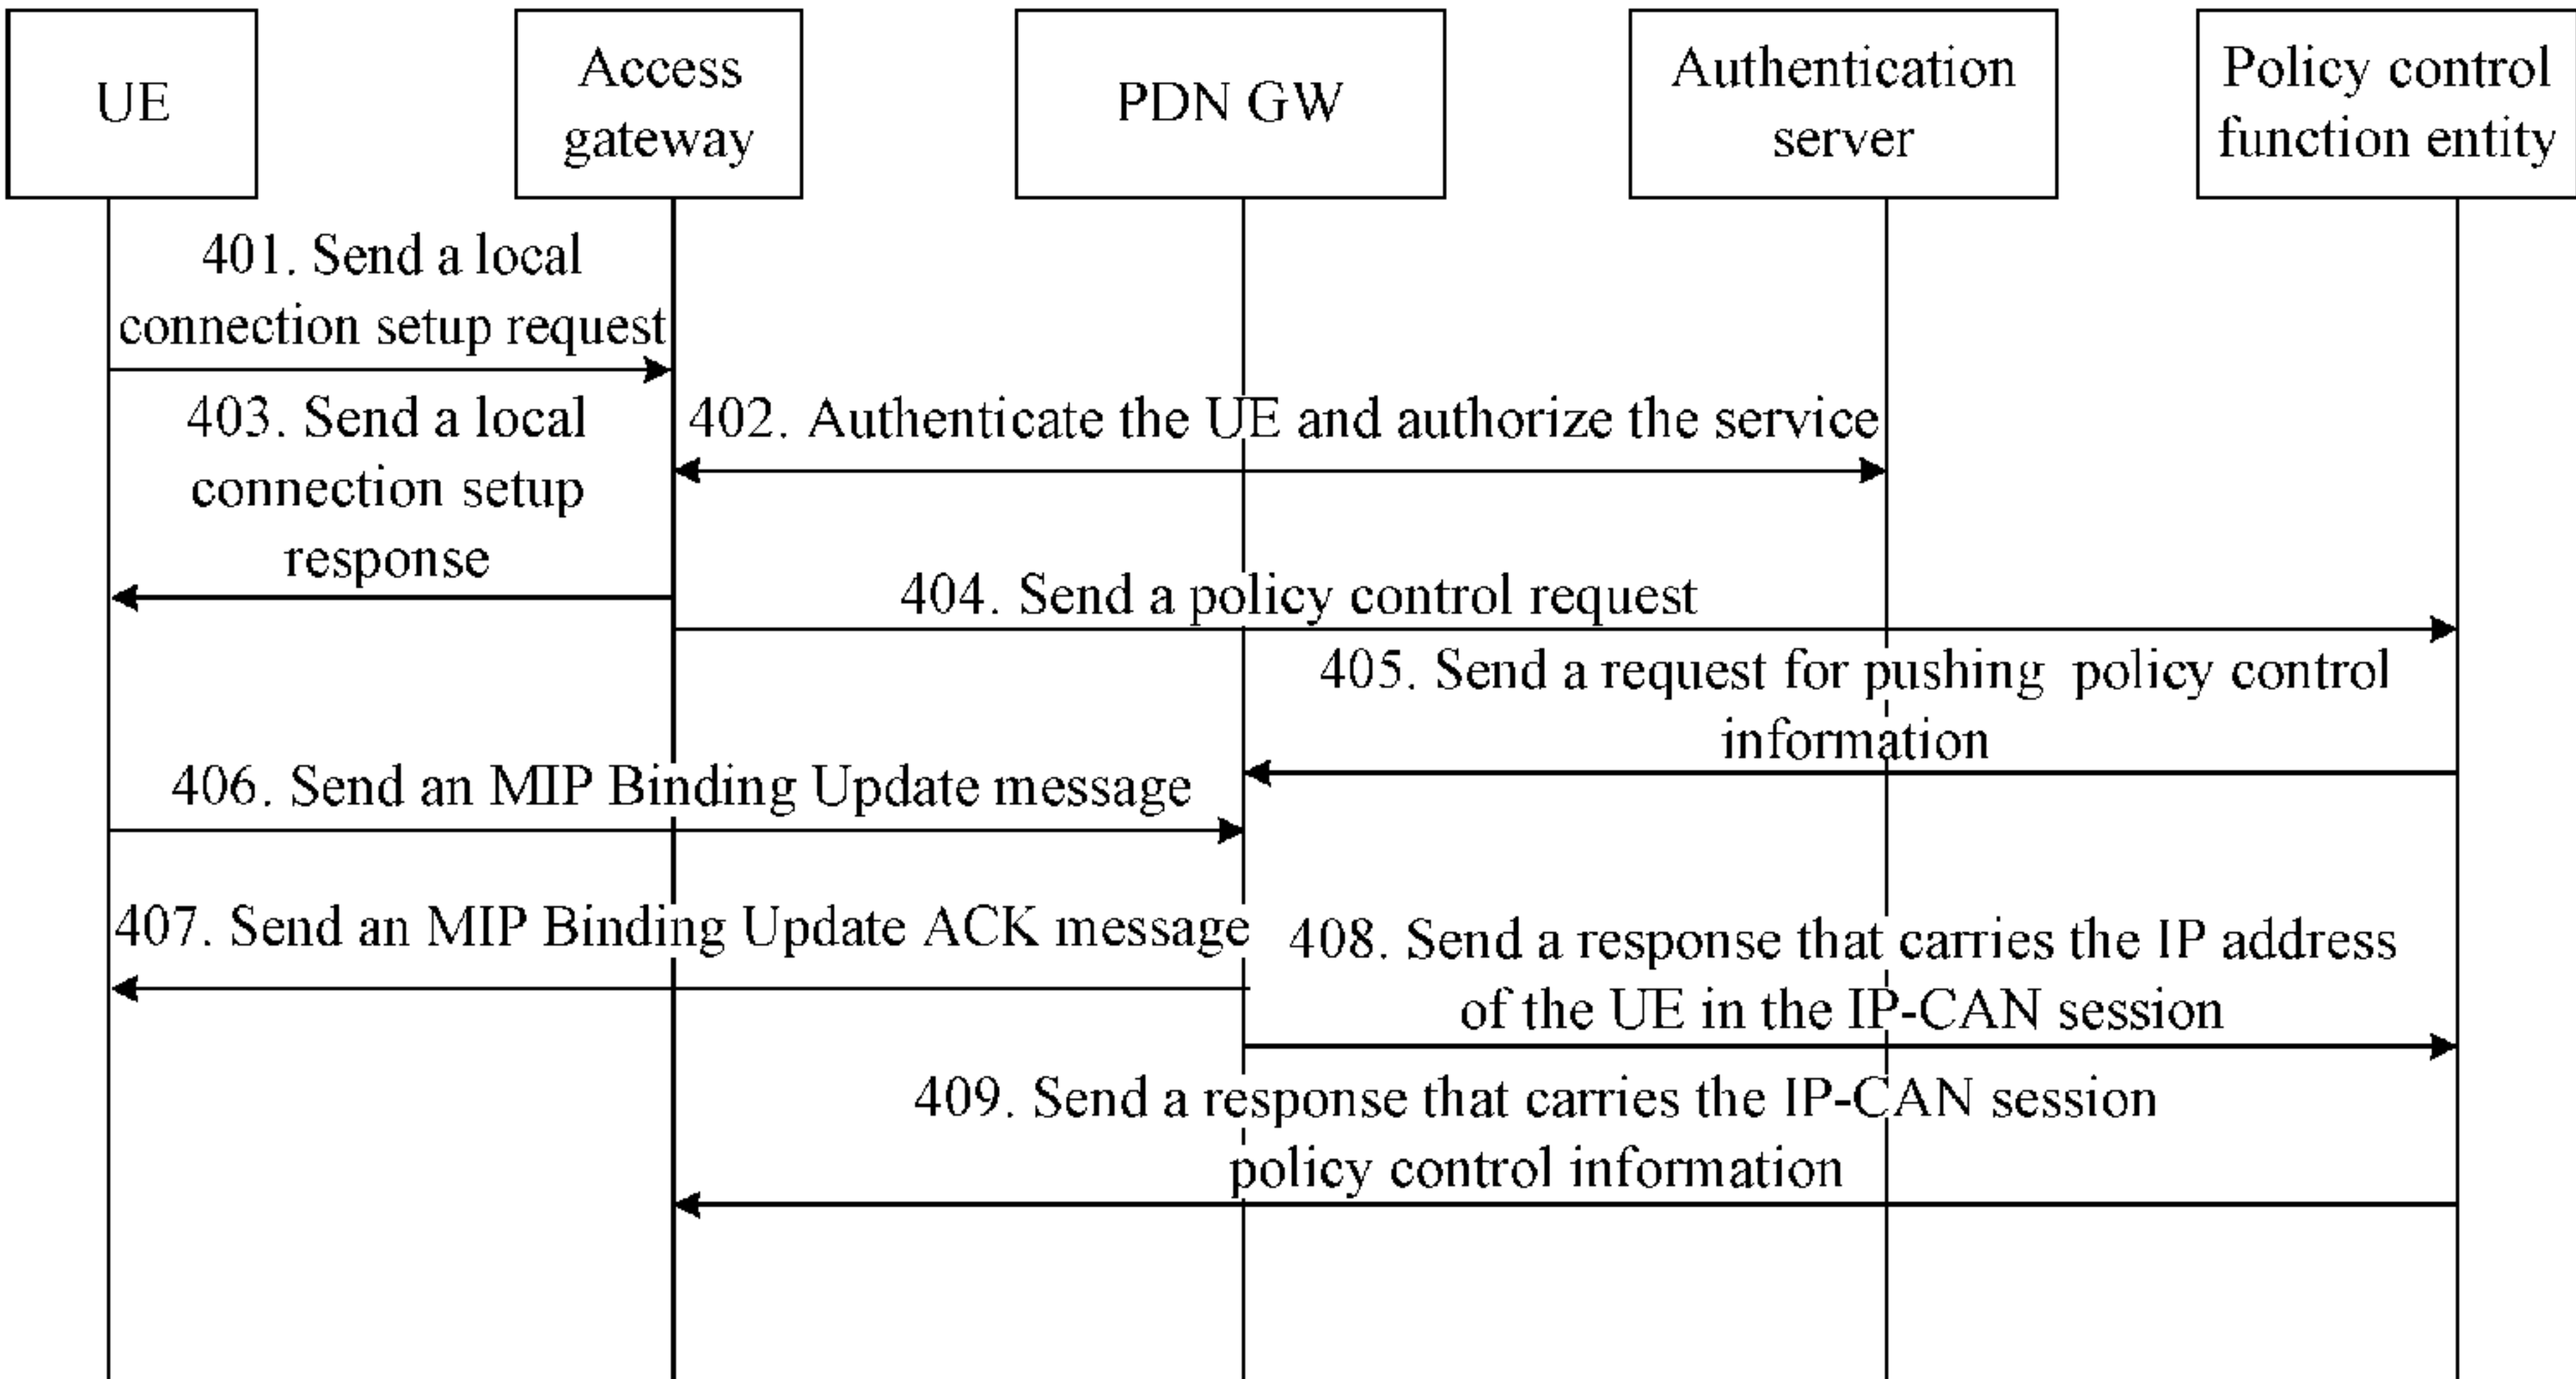 UE
Access
gateway
PDN GW
Authentication
server
Policy control
function entity
401. Send a local
connection setup request
402. Authenticate the UE and authorize the service
403. Send a local
connection setup
response
404. Send a policy control request
405. Send a request for pushing policy control
information
406. Send an MIP Binding Update message
407. Send an MIP Binding Update ACK message
408. Send a response that carries the IP address
of the UE in the IP-CAN session
409. Send a response that carries the IP-CAN session
policy control information